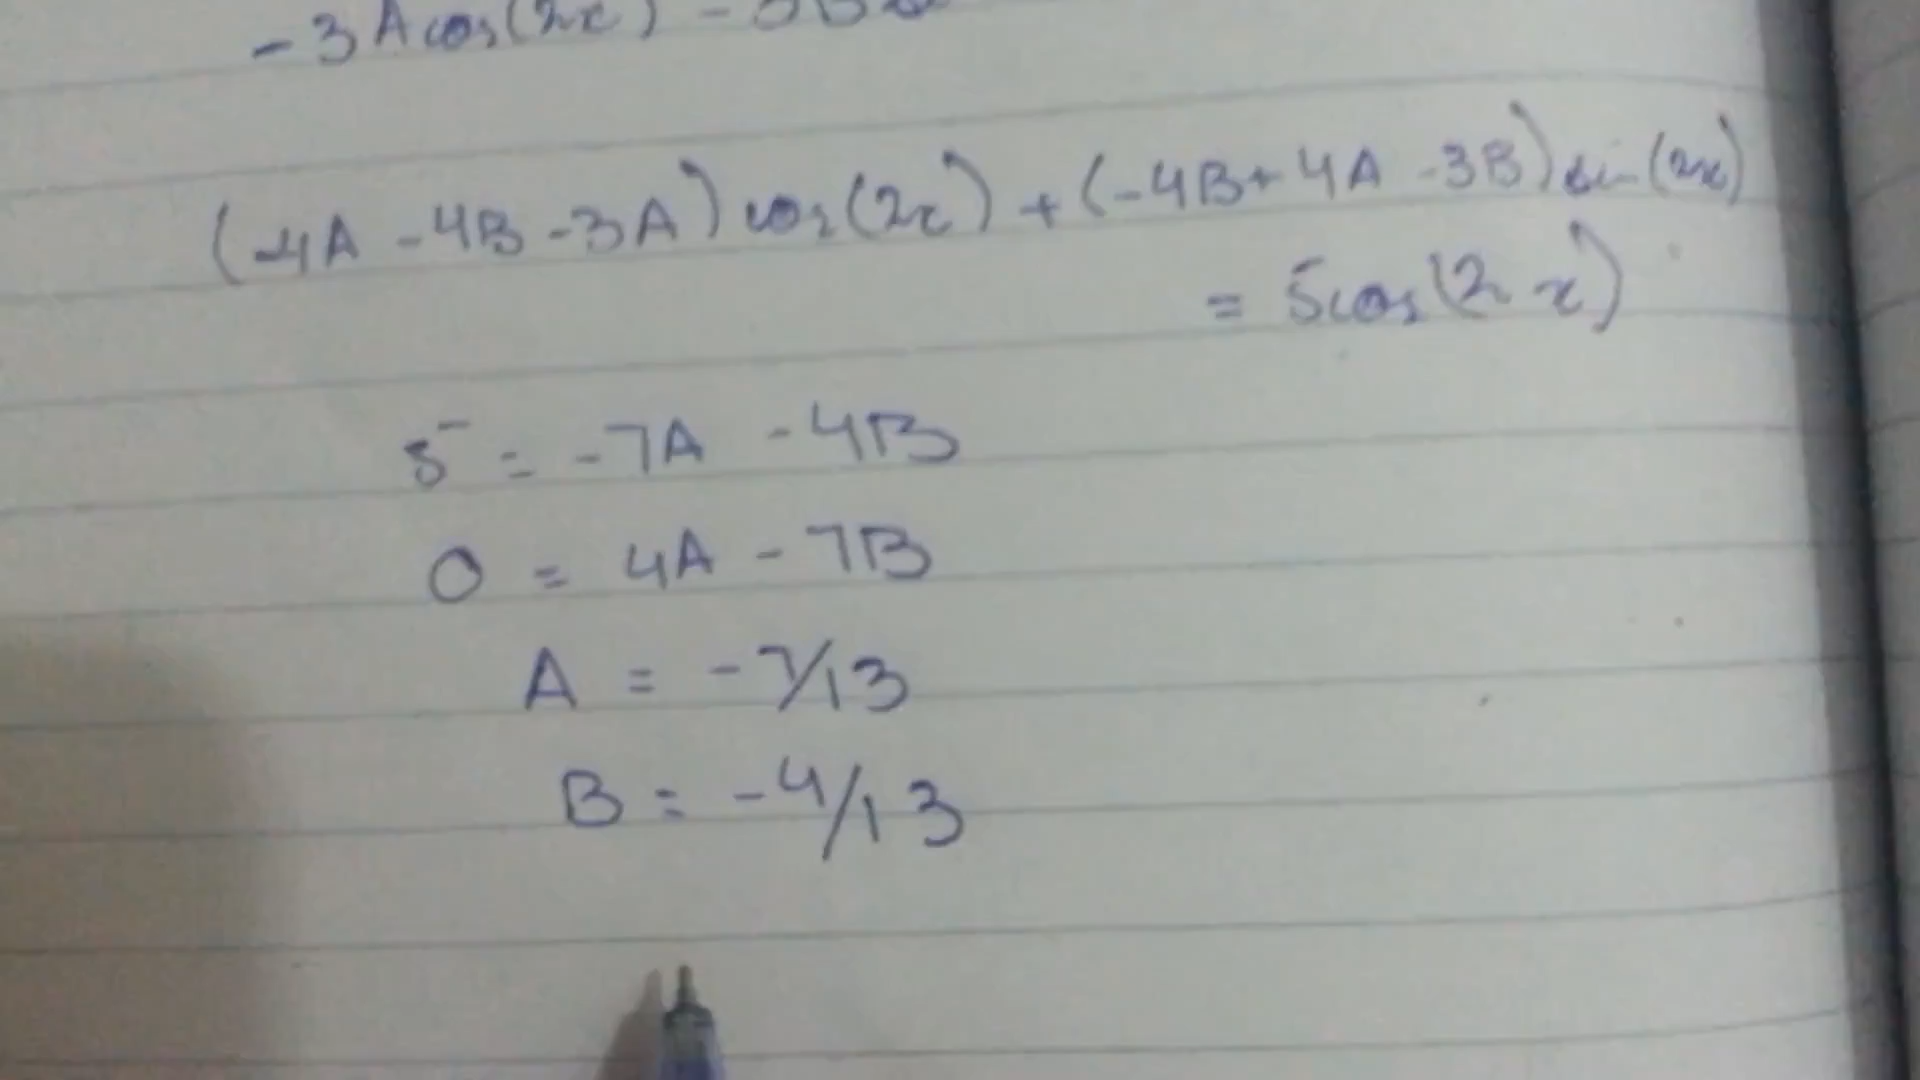 -3A cos(2x) -
(-4A -4B -3A) cos(2x) + (-4B+4A -3B) sin(2x)
= 5cos(2x)
5 = -7A -4B
0 = 4A - 7B
A = -7/13
B = -4/13